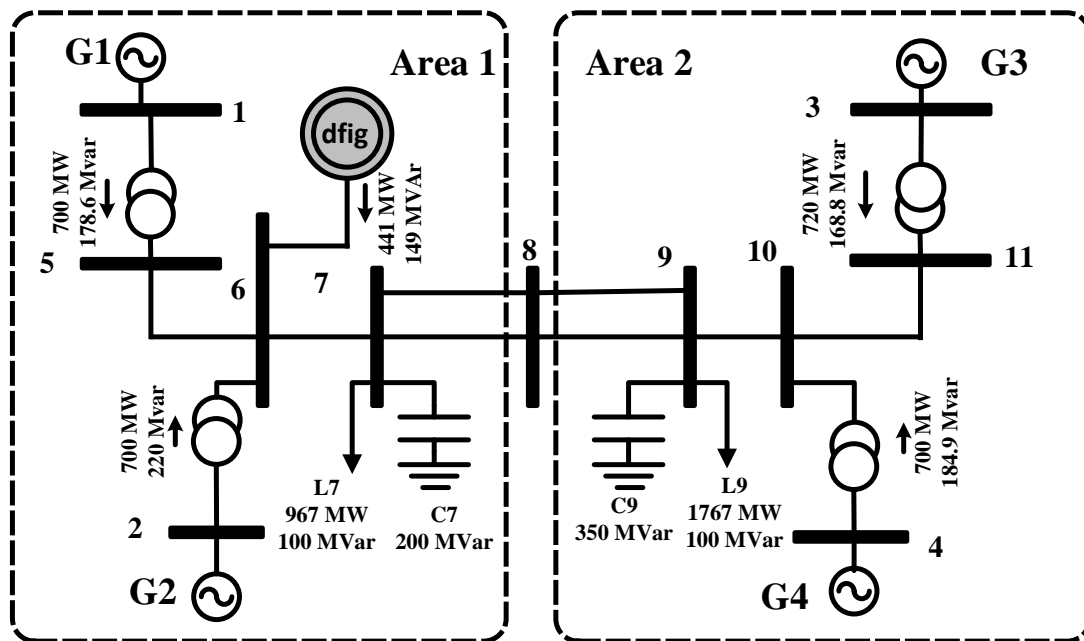 G1
Area 1
Area 2
G3
1
3
dfig
700 MW
178.6 Mvar
441 MW
149 MVAr
720 MW
168.8 Mvar
5
6
7
8
9
10
11
700 MW
220 Mvar
700 MW
184.9 Mvar
L7
967 MW
100 MVar
C7
200 MVar
C9
350 MVar
L9
1767 MW
100 MVar
2
4
G2
G4